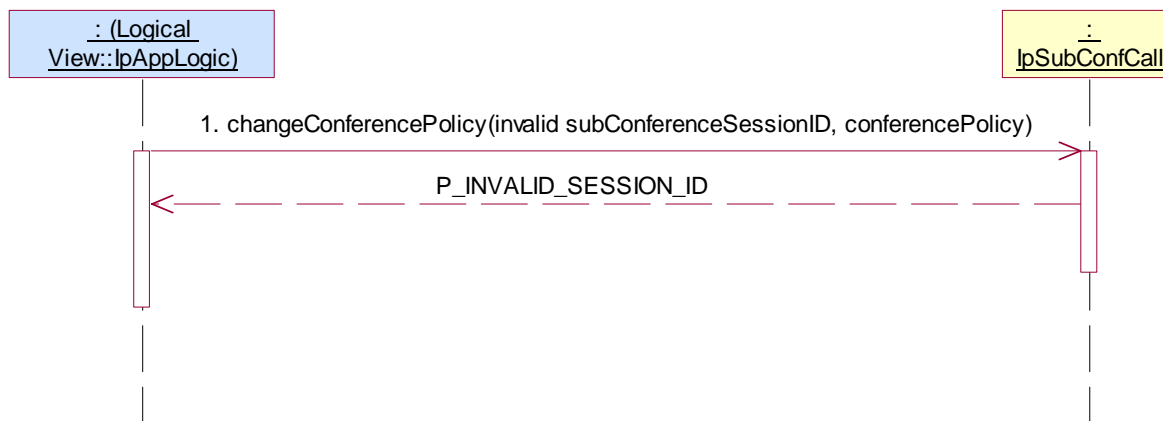 : (Logical
View::IpAppLogic)
:
IpSubConfCall
1. changeConferencePolicy(invalid subConferenceSessionID, conferencePolicy)
P_INVALID_SESSION_ID